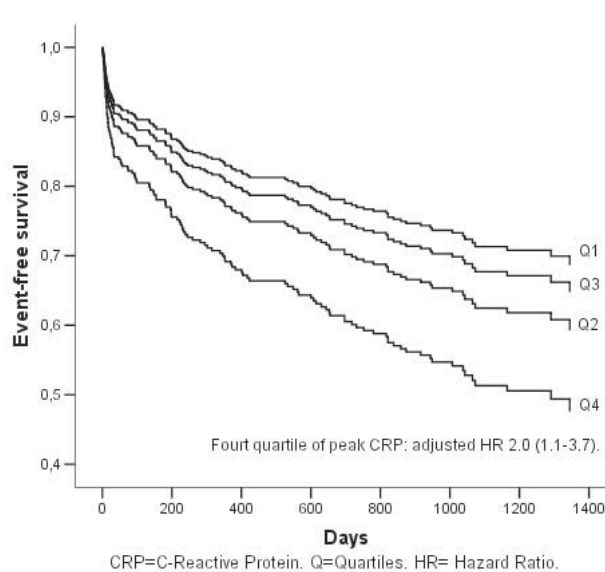 1,0
0,9
0,8
0,7
0,6
0,5
0,4
Event-free survival
Q1
Q3
Q2
Q4
Fourt quartile of peak CRP: adjusted HR 2.0 (1.1-3.7).
0 200 400 600 800 1000 1200 1400
Days
CRP=C-Reactive Protein. Q=Quartiles. HR= Hazard Ratio.